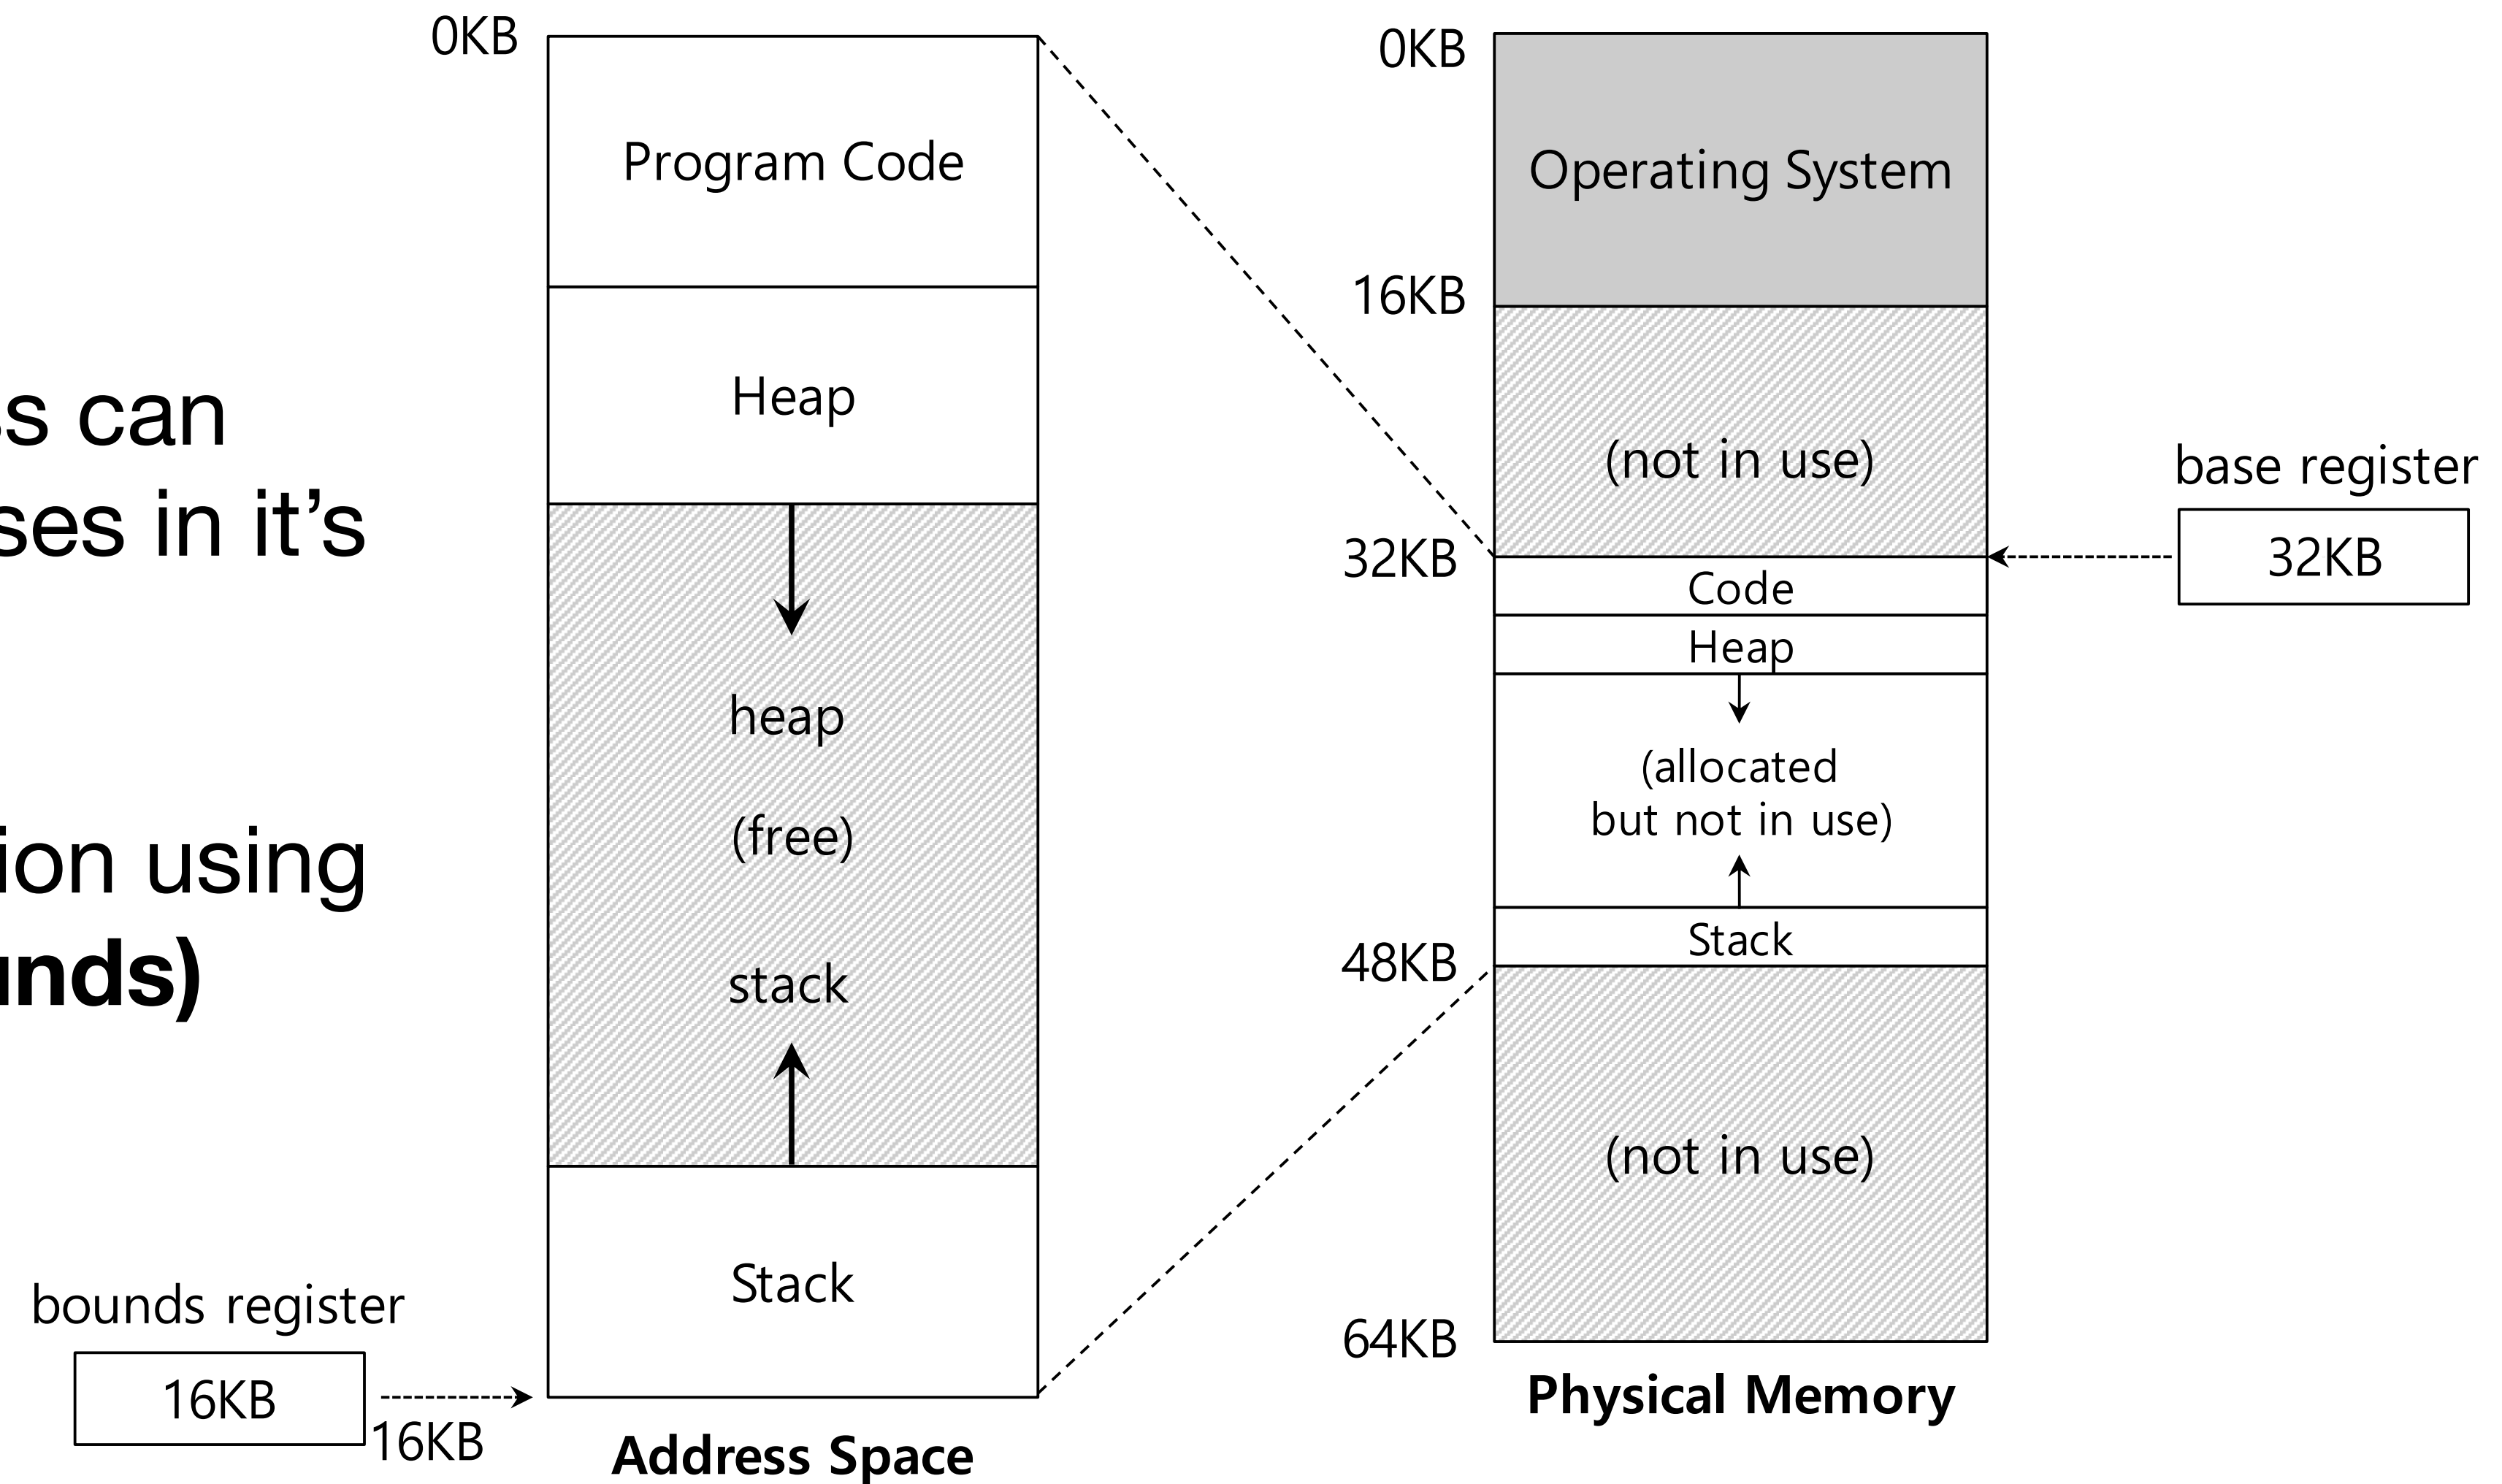 s can
ses in it's
ion using
unds)
bounds register
16KB
16KB
0KB
Program Code
Heap
heap
(free)
stack
Stack
Address Space
0KB
16KB
32KB
48KB
64KB
Operating System
(not in use)
Code
Heap
(allocated
but not in use)
Stack
(not in use)
Physical Memory
base register
32KB